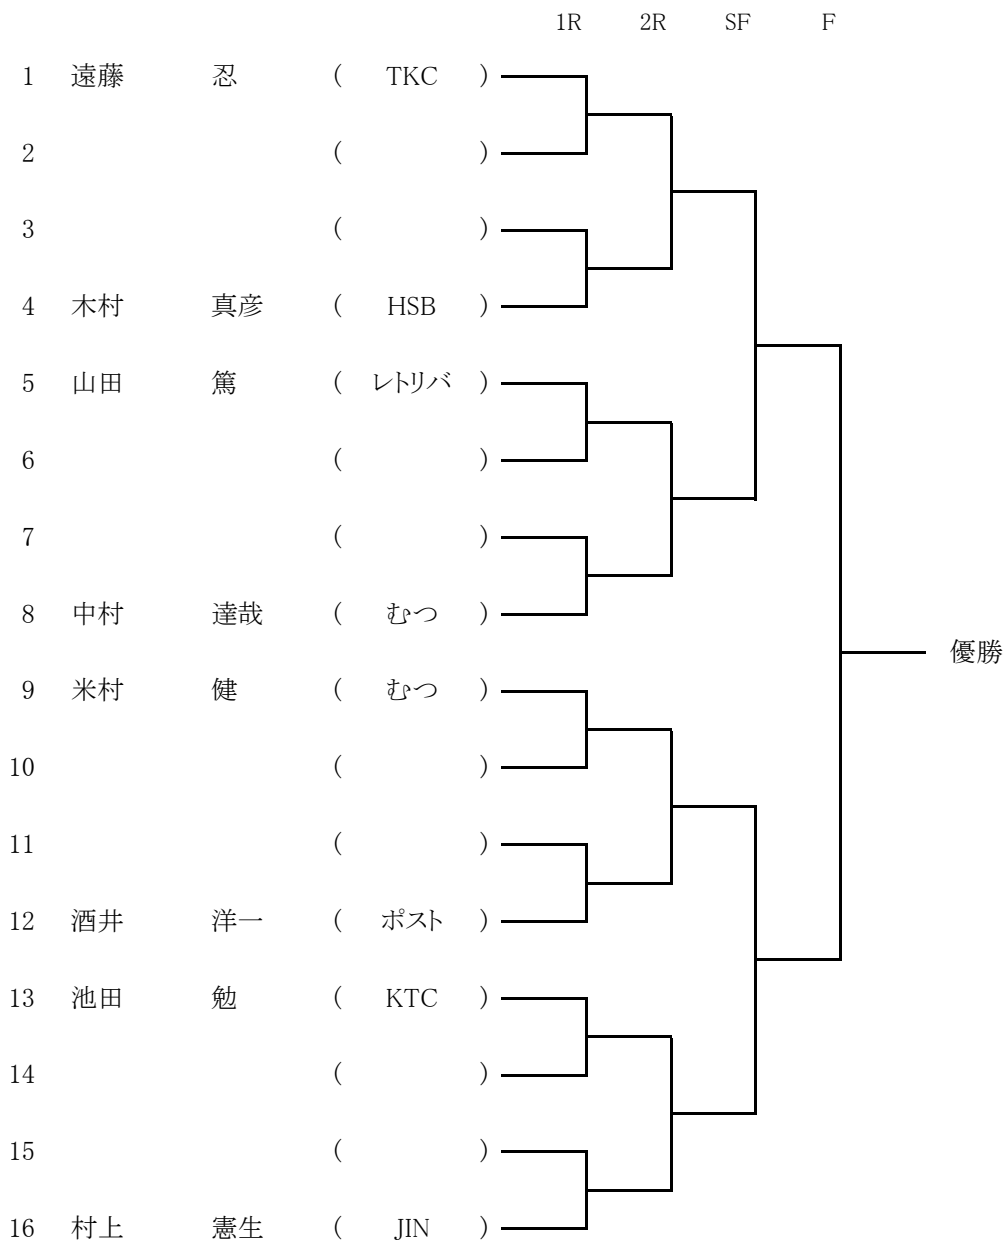 1R 2R SF F
1 遠藤 忍 ( TKC )
2 ( )
3 ( )
4 木村 真彦 ( HSB )
5 山田 篤 ( レトリバ )
6 ( )
7 ( )
8 中村 達哉 ( むつ )
優勝
9 米村 健 ( むつ )
10 ( )
11 ( )
12 酒井 洋一 ( ポスト )
13 池田 勉 ( KTC )
14 ( )
15 ( )
16 村上 憲生 ( JIN )